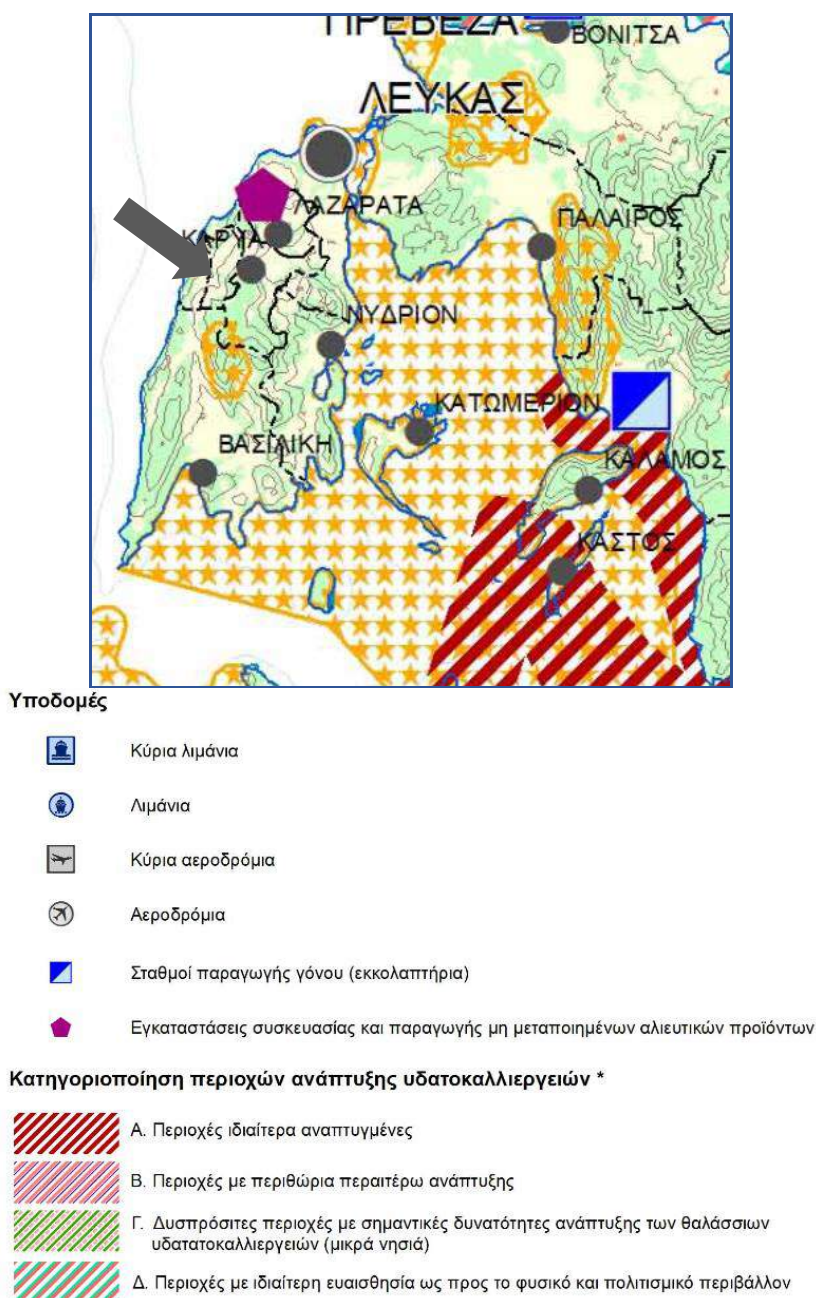 ΠΡΕΒΕΖΑ
ΒΟΝΙΤΣΑ
ΛΕΥΚΑΣ
ΛΑΖΑΡΑΤΑ
ΚΑΡΥΑ
ΠΑΛΑΙΡΟΣ
ΝΥΔΡΙΟΝ
ΚΑΤΩΜΕΡΙΟΝ
ΒΑΣΙΛΙΚΗ
ΚΑΛΑΜΟΣ
ΚΑΣΤΟΣ
Υποδομές
Κύρια λιμάνια
Λιμάνια
Κύρια αεροδρόμια
Αεροδρόμια
Σταθμοί παραγωγής γόνου (εκκολαπτήρια)
Εγκαταστάσεις συσκευασίας και παραγωγής μη μεταποιημένων αλιευτικών προϊόντων
Κατηγοριοποίηση περιοχών ανάπτυξης υδατοκαλλιεργειών *
Α. Περιοχές ιδιαίτερα αναπτυγμένες
Β. Περιοχές με περιθώρια περαιτέρω ανάπτυξης
Γ. Δυσπρόσιτες περιοχές με σημαντικές δυνατότητες ανάπτυξης των θαλάσσιων
υδατατοκαλλιεργειών (μικρά νησιά)
Δ. Περιοχές με ιδιαίτερη ευαισθησία ως προς το φυσικό και πολιτισμικό περιβάλλον